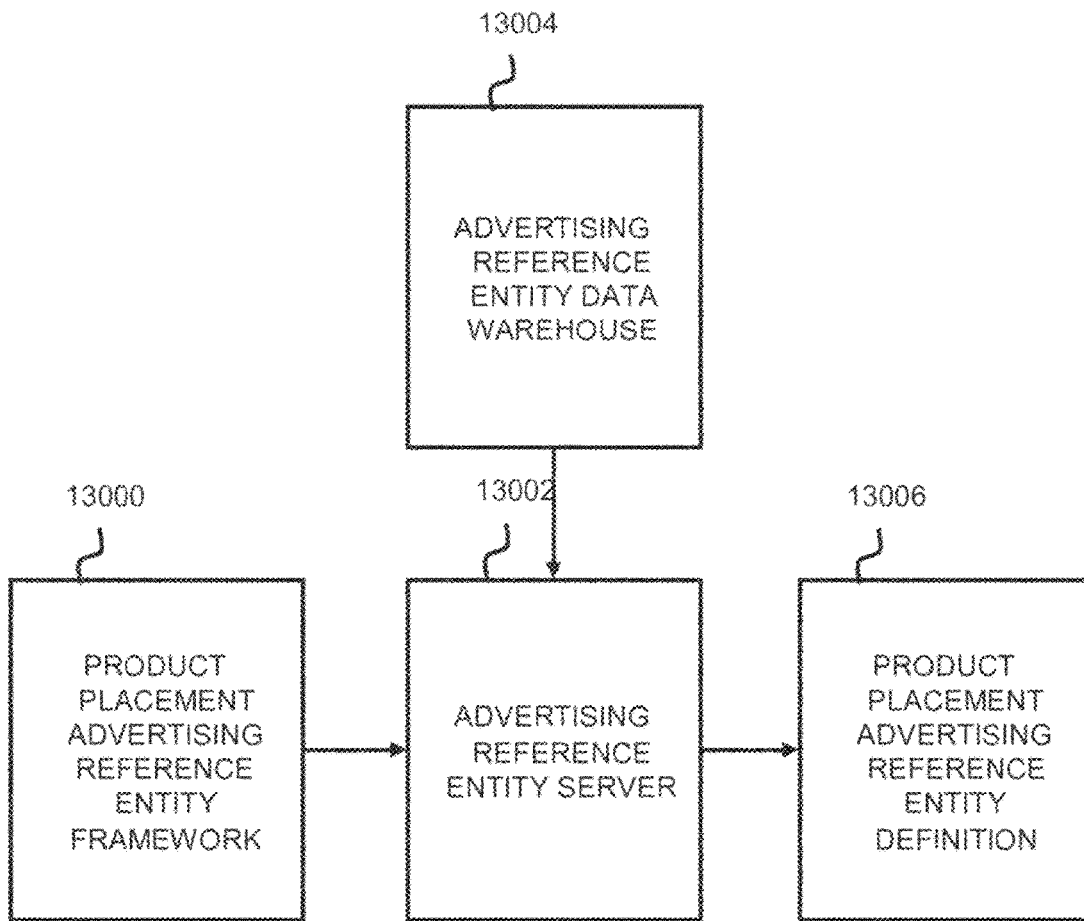 13004
ADVERTISING
REFERENCE
ENTITY DATA
WAREHOUSE
13000
13002
13006
PRODUCT
PLACEMENT
ADVERTISING
REFERENCE
ENTITY
FRAMEWORK
ADVERTISING
REFERENCE
ENTITY SERVER
PRODUCT
PLACEMENT
ADVERTISING
REFERENCE
ENTITY
DEFINITION